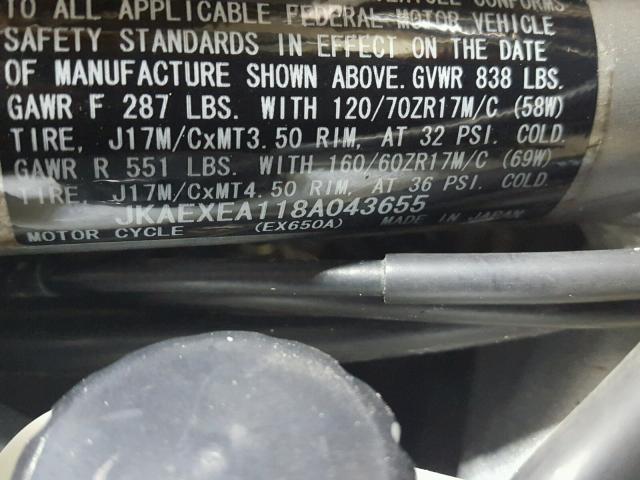 TO ALL APPLICABLE FEDERAL MOTOR VEHICLE
SAFETY STANDARDS IN EFFECT ON THE DATE
OF MANUFACTURE SHOWN ABOVE. GVWR 838 LBS.
GAWR F 287 LBS. WITH 120/70ZR17M/C (58W)
TIRE, J17M/CxMT3.50 RIM, AT 32 PSI. COLD.
GAWR R 551 LBS. WITH 160/60ZR17M/C (69W)
TIRE, J17M/CxMT4.50 RIM, AT 36 PSI. COLD.
JKAEXEA118A043655
MOTOR CYCLE (EX650A) MADE IN JAPAN